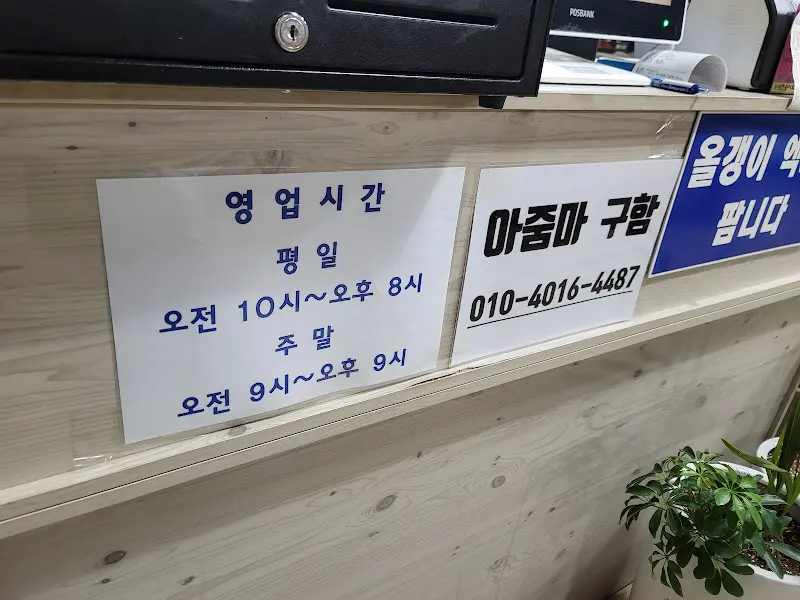 POSBANK
영업시간
평일
오전 10시~오후 8시
주말
오전 9시~오후 9시
아줌마 구함
010-4016-4487
올갱이
팝니다